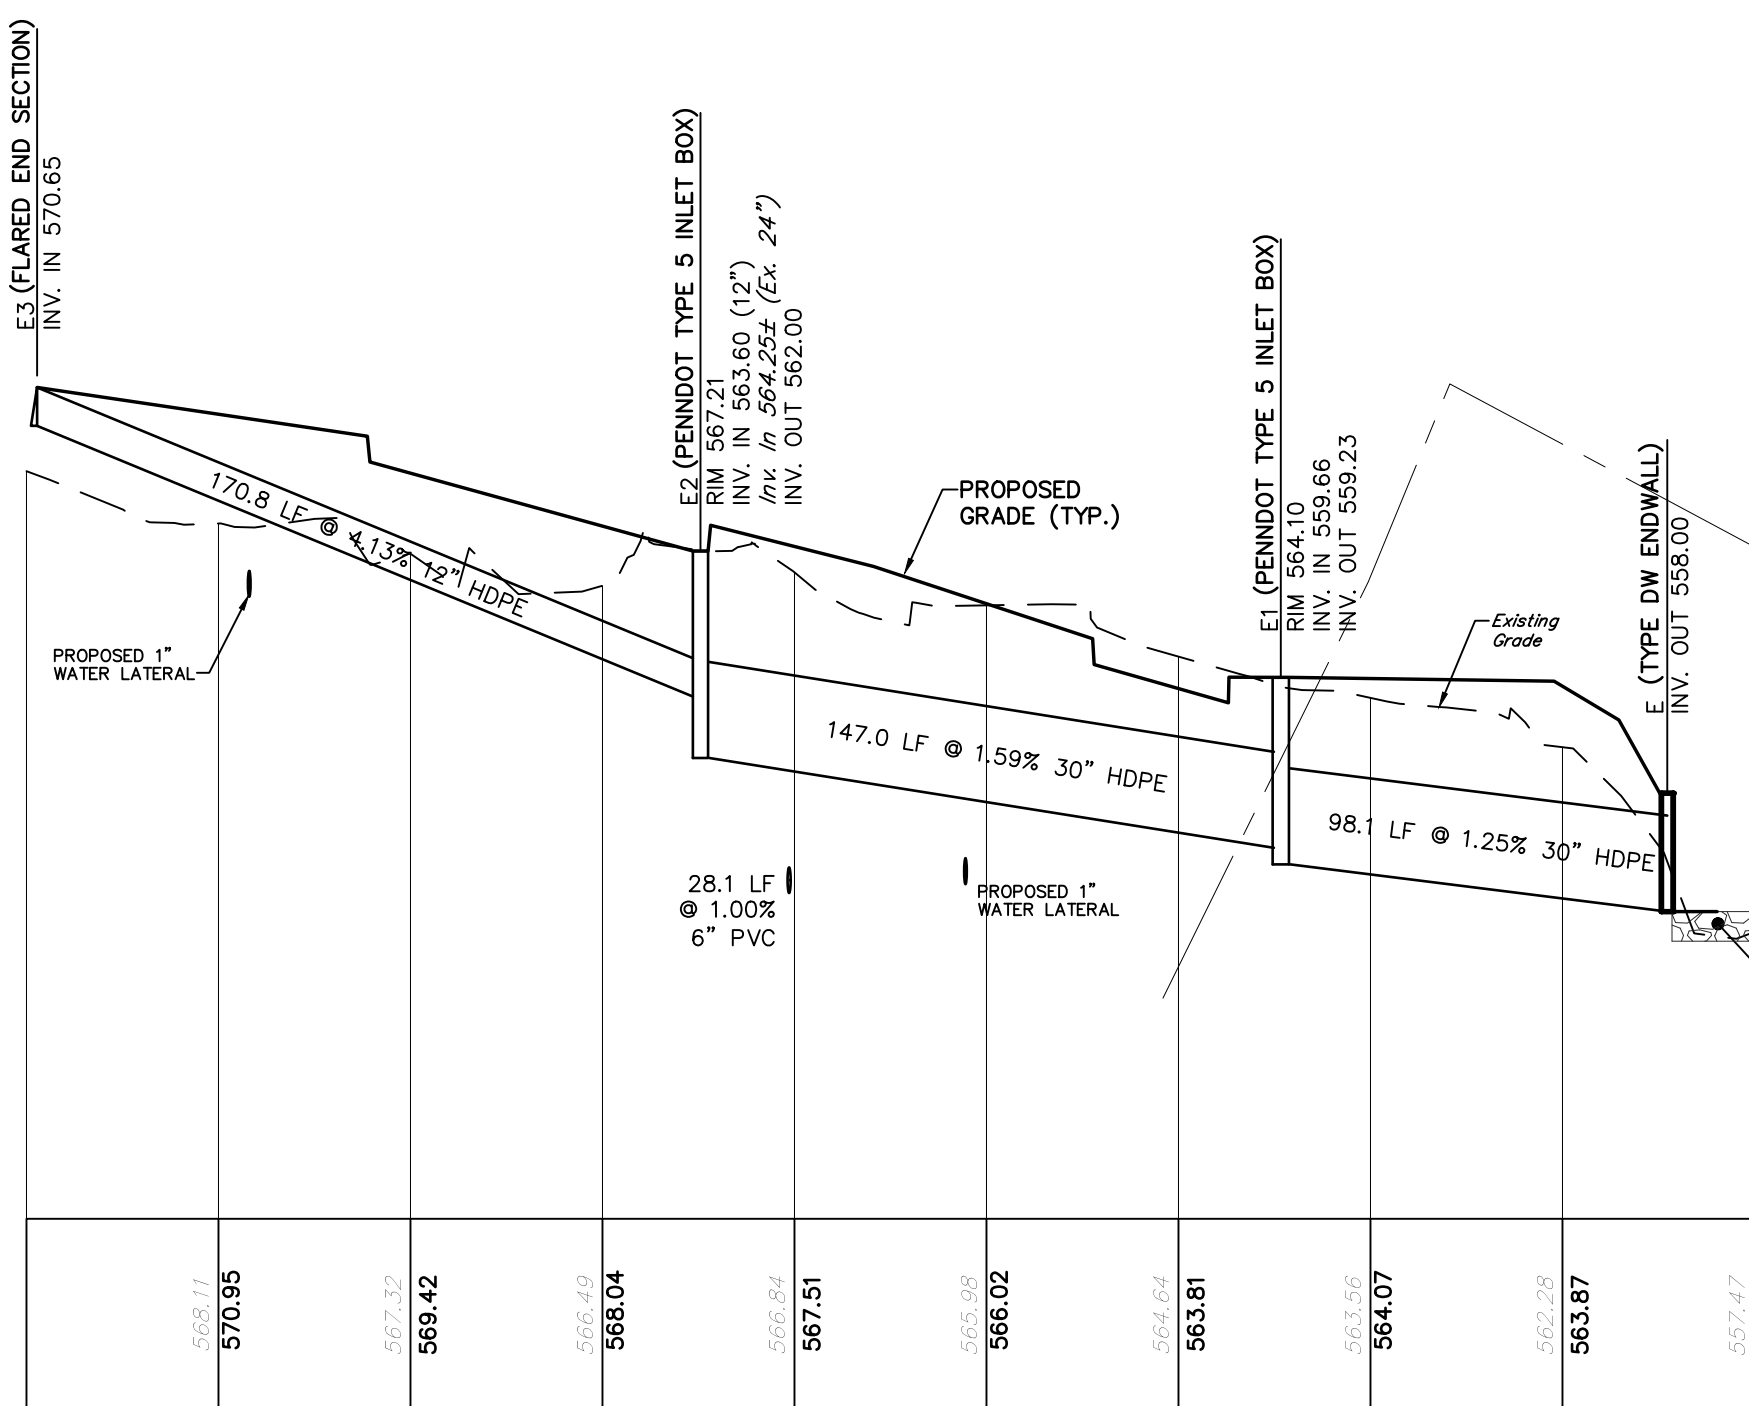 E3 (FLARED END SECTION)
INV. IN 570.65
E2 (PENNDOT TYPE 5 INLET BOX)
RIM 567.21
INV. IN 563.60 (12")
Inv. In 564.25± (Ex. 24")
INV. OUT 562.00
E1 (PENNDOT TYPE 5 INLET BOX)
RIM 564.10
INV. IN 559.66
INV. OUT 559.23
E (TYPE DW ENDWALL)
INV. OUT 558.00
170.8 LF @ 4.13% 12" HDPE
PROPOSED
GRADE (TYP.)
Existing
Grade
PROPOSED 1"
WATER LATERAL
147.0 LF @ 1.59% 30" HDPE
98.1 LF @ 1.25% 30" HDPE
28.1 LF
@ 1.00%
6" PVC
PROPOSED 1"
WATER LATERAL
568.11
570.95
567.32
569.42
566.49
568.04
566.84
567.51
565.98
566.02
564.64
563.81
563.56
564.07
562.28
563.87
557.47